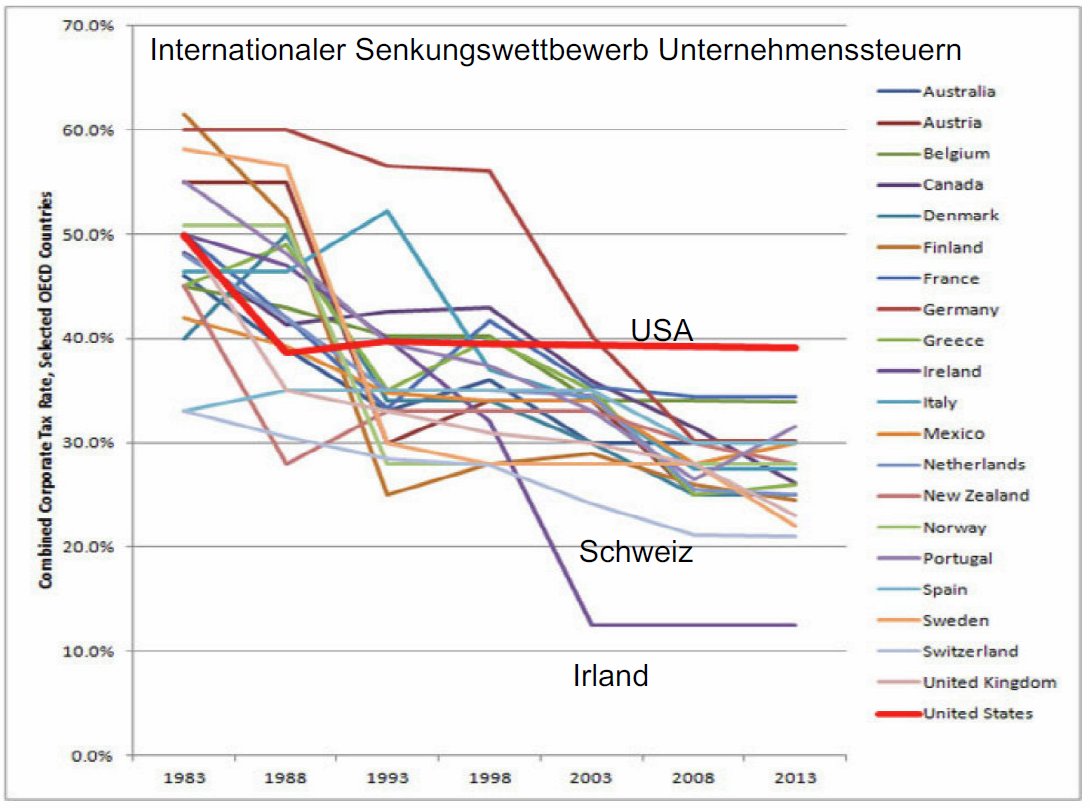 Internationaler Senkungswettbewerb Unternehmenssteuern
Combined Corporate Tax Rate, Selected OECD Countries
70.0%
60.0%
50.0%
40.0%
30.0%
20.0%
10.0%
0.0%
1983 1988 1993 1998 2003 2008 2013
USA
Schweiz
Irland
Australia
Austria
Belgium
Canada
Denmark
Finland
France
Germany
Greece
Ireland
Italy
Mexico
Netherlands
New Zealand
Norway
Portugal
Spain
Sweden
Switzerland
United Kingdom
United States